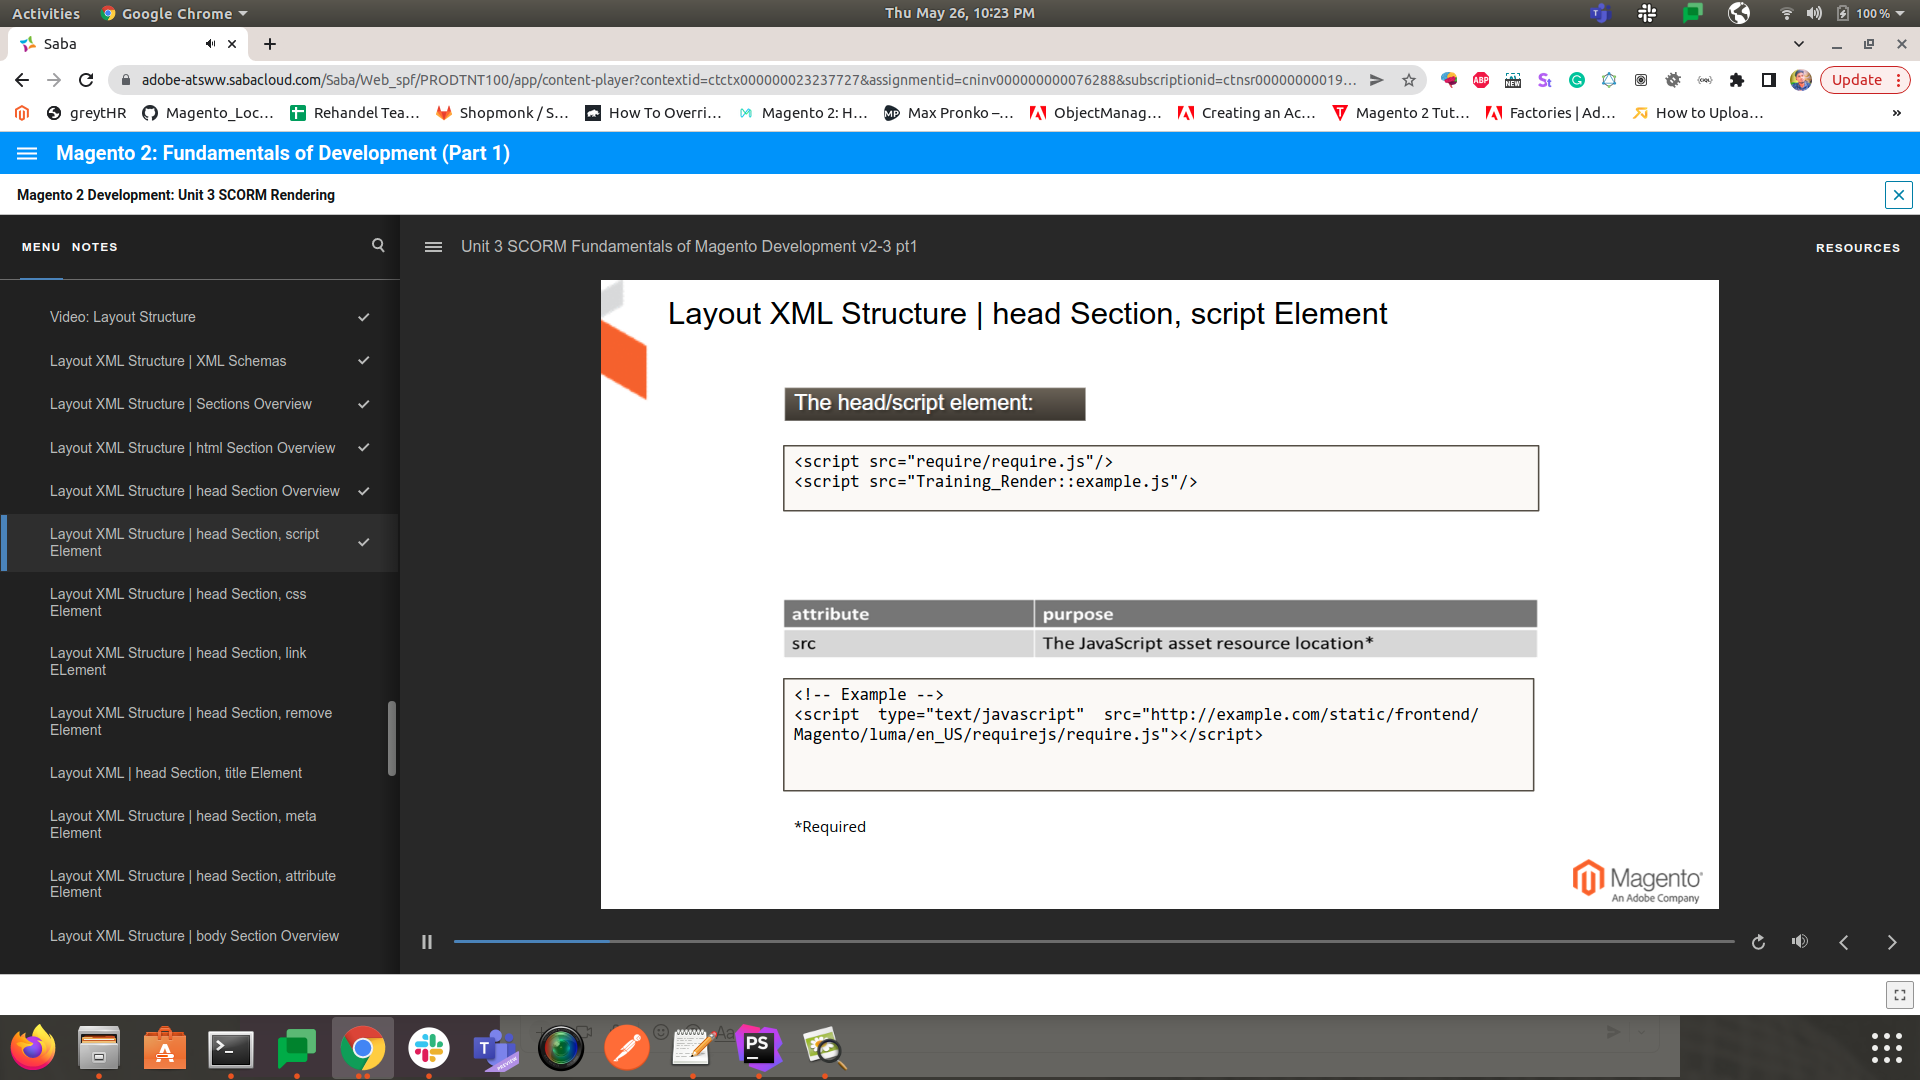 Activities
Google Chrome
Thu May 26, 10:23 PM
100 %
Saba
adobe-atsww.sabacloud.com/Saba/Web_spf/PRODTNT100/app/content-player?contextid=ctctx000000023237727&assignmentid=cninv000000000076288&subscriptionid=ctnsr00000000019...
Update
greytHR
Magento_Loc...
Rehandel Tea...
Shopmonk / S...
How To Overri...
Magento 2: H...
Max Pronko –...
ObjectManag...
Creating an Ac...
Magento 2 Tut...
Factories | Ad...
How to Uploa...
»
Magento 2: Fundamentals of Development (Part 1)
Magento 2 Development: Unit 3 SCORM Rendering
MENU NOTES
Unit 3 SCORM Fundamentals of Magento Development v2-3 pt1
RESOURCES
Video: Layout Structure
Layout XML Structure | XML Schemas
Layout XML Structure | Sections Overview
Layout XML Structure | html Section Overview
Layout XML Structure | head Section Overview
Layout XML Structure | head Section, script
Element
Layout XML Structure | head Section, css
Element
Layout XML Structure | head Section, link
ELement
Layout XML Structure | head Section, remove
Element
Layout XML | head Section, title Element
Layout XML Structure | head Section, meta
Element
Layout XML Structure | head Section, attribute
Element
Layout XML Structure | body Section Overview
Layout XML Structure | head Section, script Element
The head/script element:
<script src="require/require.js"/>
<script src="Training_Render::example.js"/>
attribute purpose
src The JavaScript asset resource location*
<!-- Example -->
<script type="text/javascript" src="http://example.com/static/frontend/
Magento/luma/en_US/requirejs/require.js"></script>
*Required
Magento
An Adobe Company